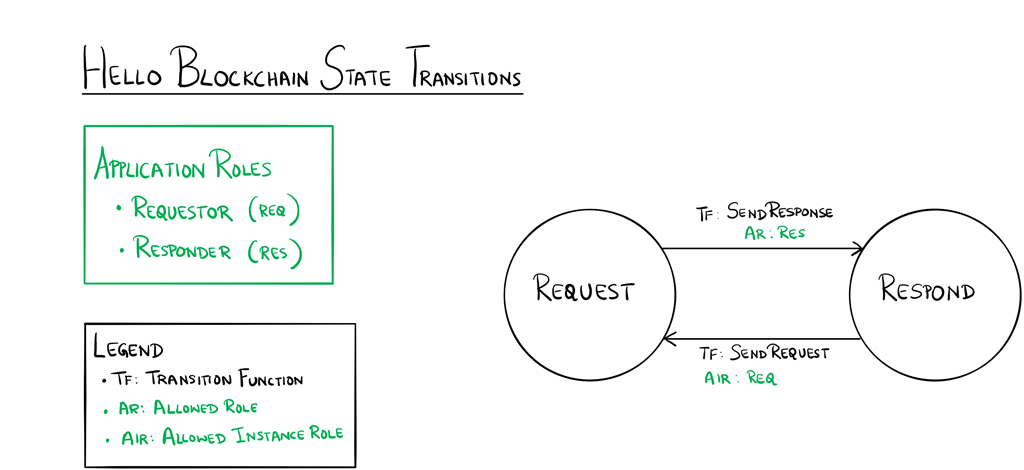 HELLO BLOCKCHAIN STATE TRANSITIONS
APPLICATION ROLES
• REQUESTOR (REQ)
• RESPONDER (RES)
LEGEND
• TF: TRANSITION FUNCTION
• AR: ALLOWED ROLE
• AIR: ALLOWED INSTANCE ROLE
TF: SENDRESPONSE
AR: RES
REQUEST
RESPOND
TF: SENDREQUEST
AIR: REQ